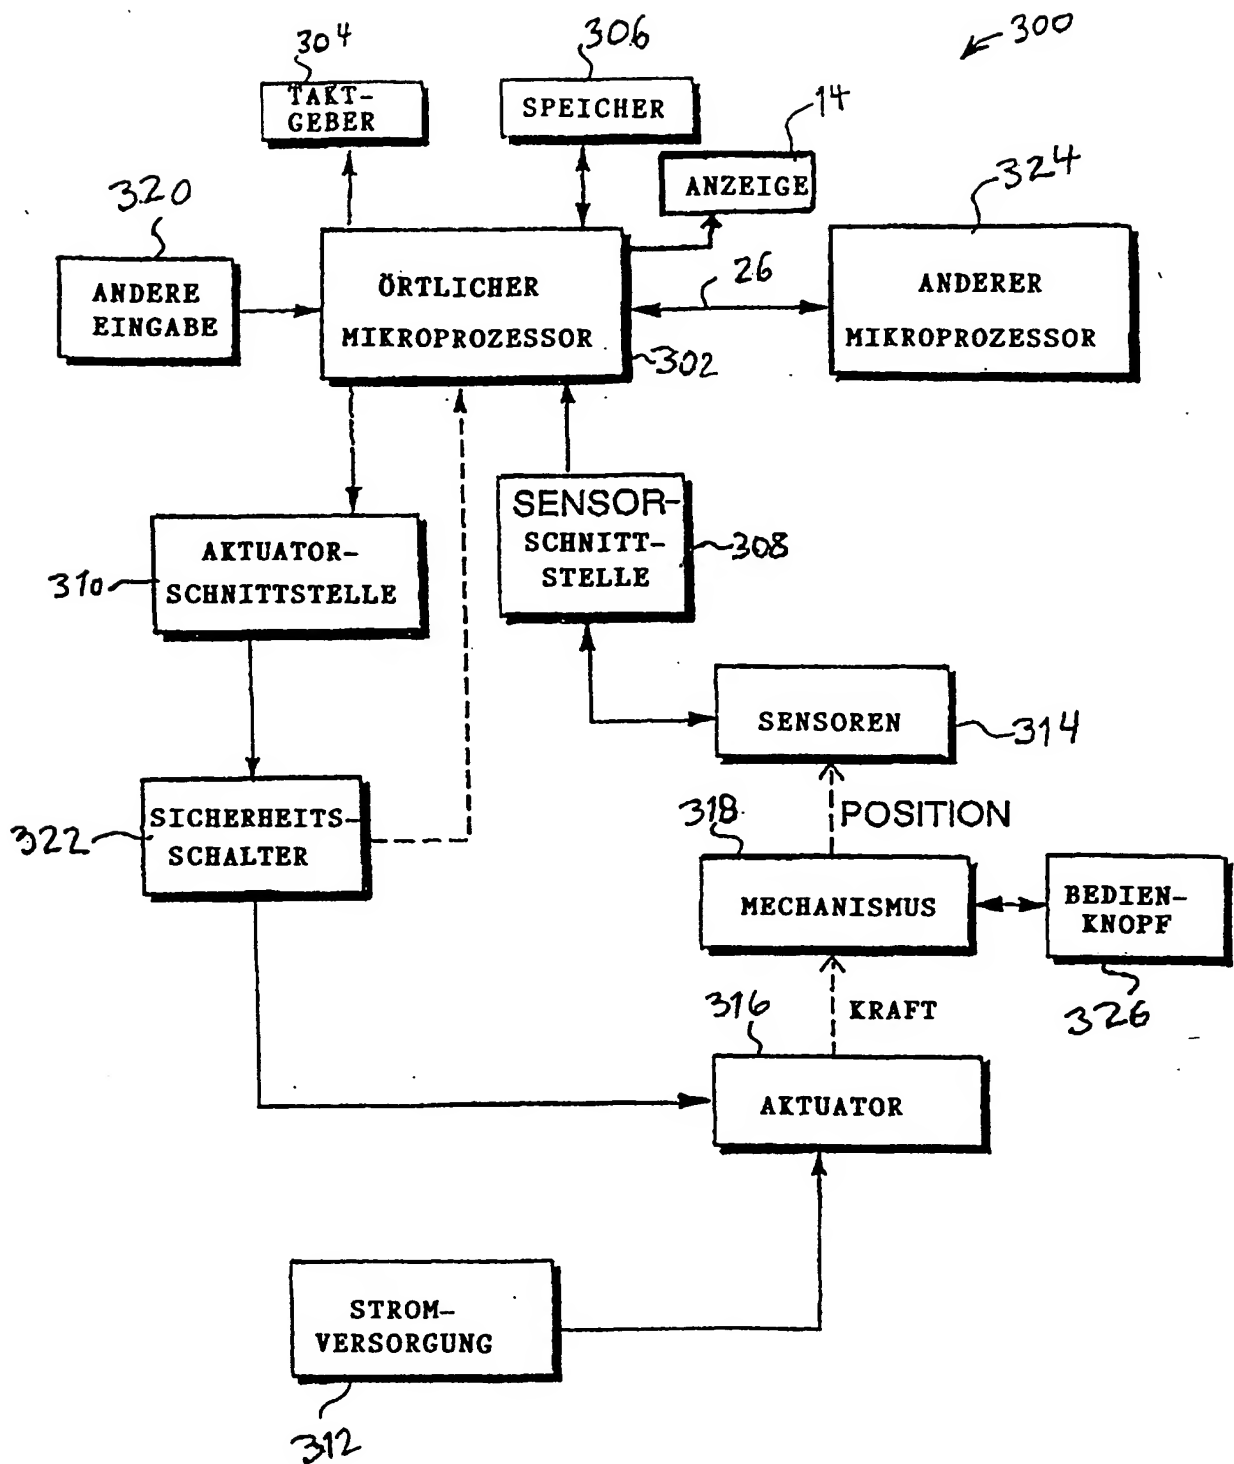 300
304
TAKT-
GEBER
306
SPEICHER
14
ANZEIGE
320
ANDERE
EINGABE
ÖRTLICHER
MIKROPROZESSOR
302
26
324
ANDERER
MIKROPROZESSOR
310
AKTUATOR-
SCHNITTSTELLE
SENSOR-
SCHNITT-
STELLE
308
SENSOREN
314
322
SICHERHEITS-
SCHALTER
POSITION
318
MECHANISMUS
BEDIEN-
KNOPF
326
KRAFT
316
AKTUATOR
STROM-
VERSORGUNG
312